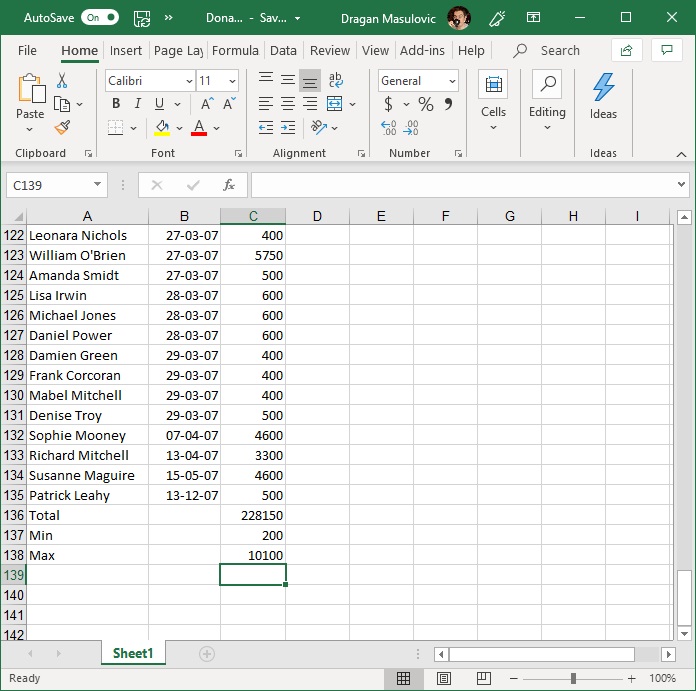 AutoSave On Dona... - Sav... Dragan Masulovic
File Home Insert Page Lay Formula Data Review View Add-ins Help Search
Paste Calibri 11 B I U A A ab General $ % 9 Cells Editing Ideas
Clipboard Font Alignment Number Ideas
C139 fx
A B C D E F G H I
122 Leonara Nichols 27-03-07 400
123 William O'Brien 27-03-07 5750
124 Amanda Smidt 27-03-07 500
125 Lisa Irwin 28-03-07 600
126 Michael Jones 28-03-07 600
127 Daniel Power 28-03-07 600
128 Damien Green 29-03-07 400
129 Frank Corcoran 29-03-07 400
130 Mabel Mitchell 29-03-07 400
131 Denise Troy 29-03-07 500
132 Sophie Mooney 07-04-07 4600
133 Richard Mitchell 13-04-07 3300
134 Susanne Maguire 15-05-07 4600
135 Patrick Leahy 13-12-07 500
136 Total 228150
137 Min 200
138 Max 10100
139
140
141
142
Sheet1
Ready 100%